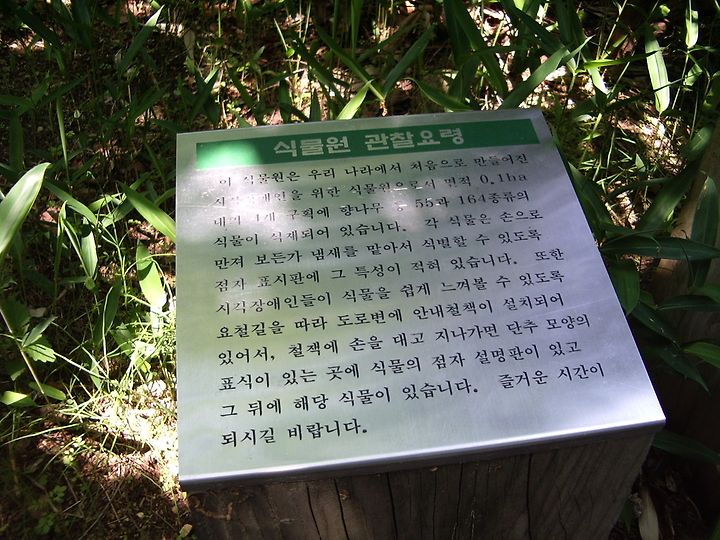 식물원 관찰요령
이 식물원은 우리 나라에서 처음으로 만들어진
시각장애인을 위한 식물원으로서 면적 0.1ha
내의 4개 구획에 향나무 등 55과 164종류의
식물이 식재되어 있습니다. 각 식물은 손으로
만져 보든가 냄새를 맡아서 식별할 수 있도록
점자 표시판에 그 특성이 적혀 있습니다. 또한
시각장애인들이 식물을 쉽게 느껴볼 수 있도록
요철길을 따라 도로변에 안내철책이 설치되어
있어서, 철책에 손을 대고 지나가면 단추 모양의
표식이 있는 곳에 식물의 점자 설명판이 있고
그 뒤에 해당 식물이 있습니다. 즐거운 시간이
되시길 바랍니다.